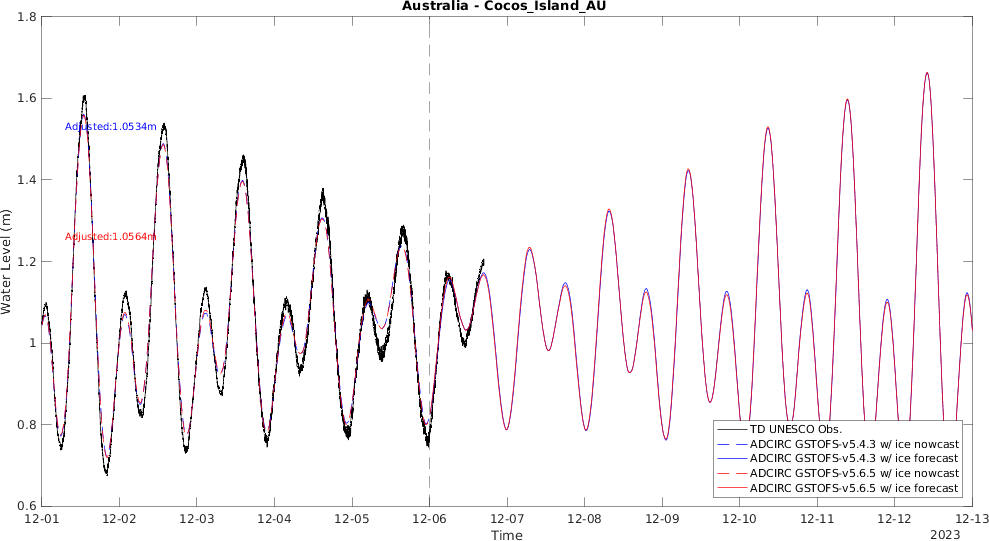 Australia - Cocos_Island_AU
1.8
1.6
1.4
1.2
1
0.8
0.6
Water Level (m)
Adjusted:1.0534m
Adjusted:1.0564m
TD UNESCO Obs.
ADCIRC GSTOFS-v5.4.3 w/ ice nowcast
ADCIRC GSTOFS-v5.4.3 w/ ice forecast
ADCIRC GSTOFS-v5.6.5 w/ ice nowcast
ADCIRC GSTOFS-v5.6.5 w/ ice forecast
12-01 12-02 12-03 12-04 12-05 12-06 12-07 12-08 12-09 12-10 12-11 12-12 12-13
Time
2023